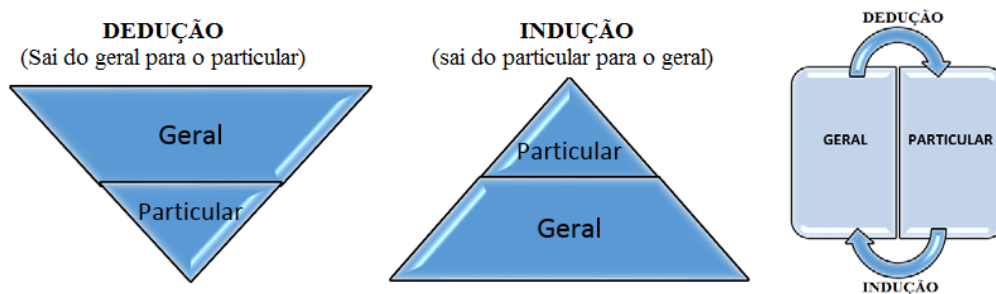 DEDUÇÃO
(Sai do geral para o particular)
Geral
Particular
INDUÇÃO
(sai do particular para o geral)
Particular
Geral
DEDUÇÃO
GERAL
PARTICULAR
INDUÇÃO